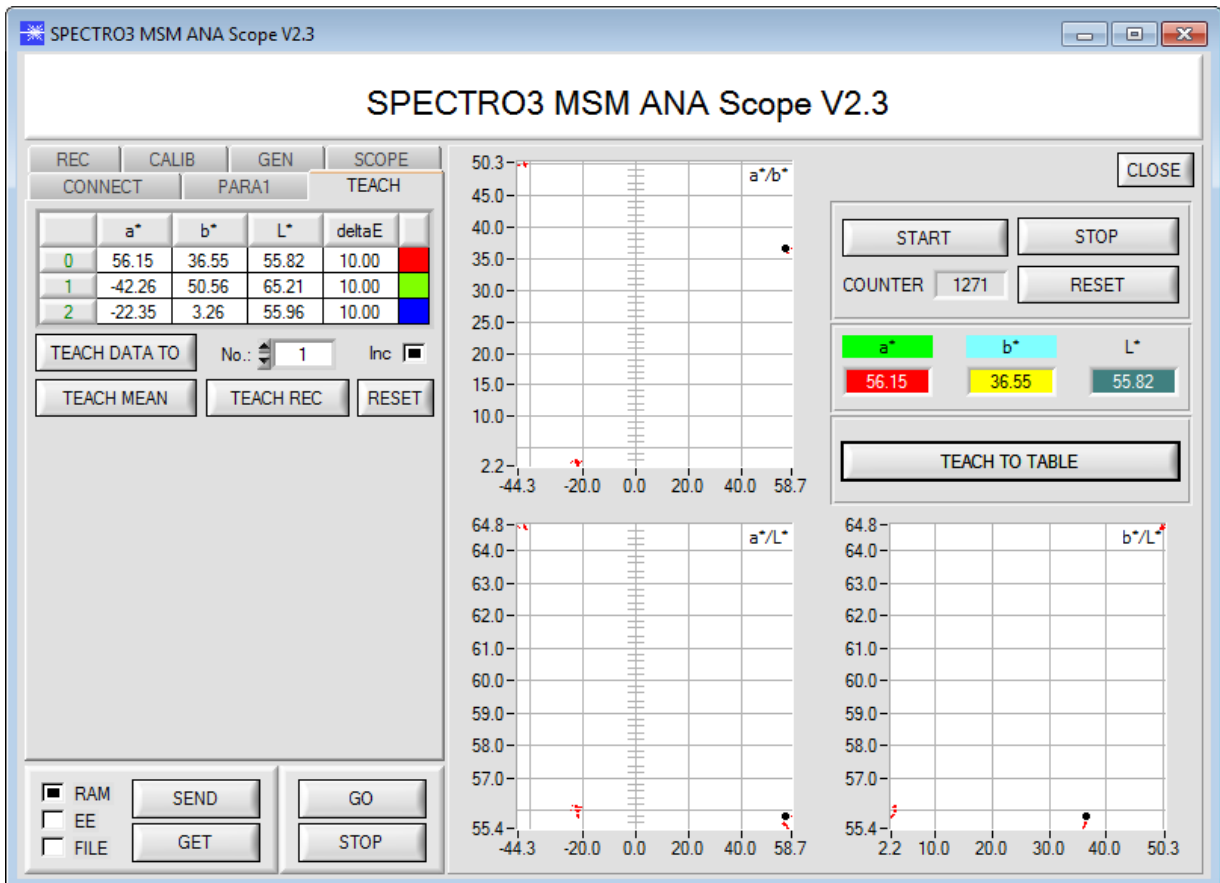 SPECTRO3 MSM ANA Scope V2.3
SPECTRO3 MSM ANA Scope V2.3
REC CALIB GEN SCOPE
CONNECT PARA1 TEACH
a* b* L* deltaE
0 56.15 36.55 55.82 10.00
1 -42.26 50.56 65.21 10.00
2 -22.35 3.26 55.96 10.00
TEACH DATA TO No.: 1 Inc
TEACH MEAN TEACH REC RESET
RAM SEND GO
EE
FILE GET STOP
a*/b*
50.3
45.0
40.0
35.0
30.0
25.0
20.0
15.0
10.0
2.2
-44.3 -20.0 0.0 20.0 40.0 58.7
CLOSE
START STOP
COUNTER 1271 RESET
a* b* L*
56.15 36.55 55.82
TEACH TO TABLE
a*/L*
64.8
64.0
63.0
62.0
61.0
60.0
59.0
58.0
57.0
55.4
-44.3 -20.0 0.0 20.0 40.0 58.7
b*/L*
64.8
64.0
63.0
62.0
61.0
60.0
59.0
58.0
57.0
55.4
2.2 10.0 20.0 30.0 40.0 50.3